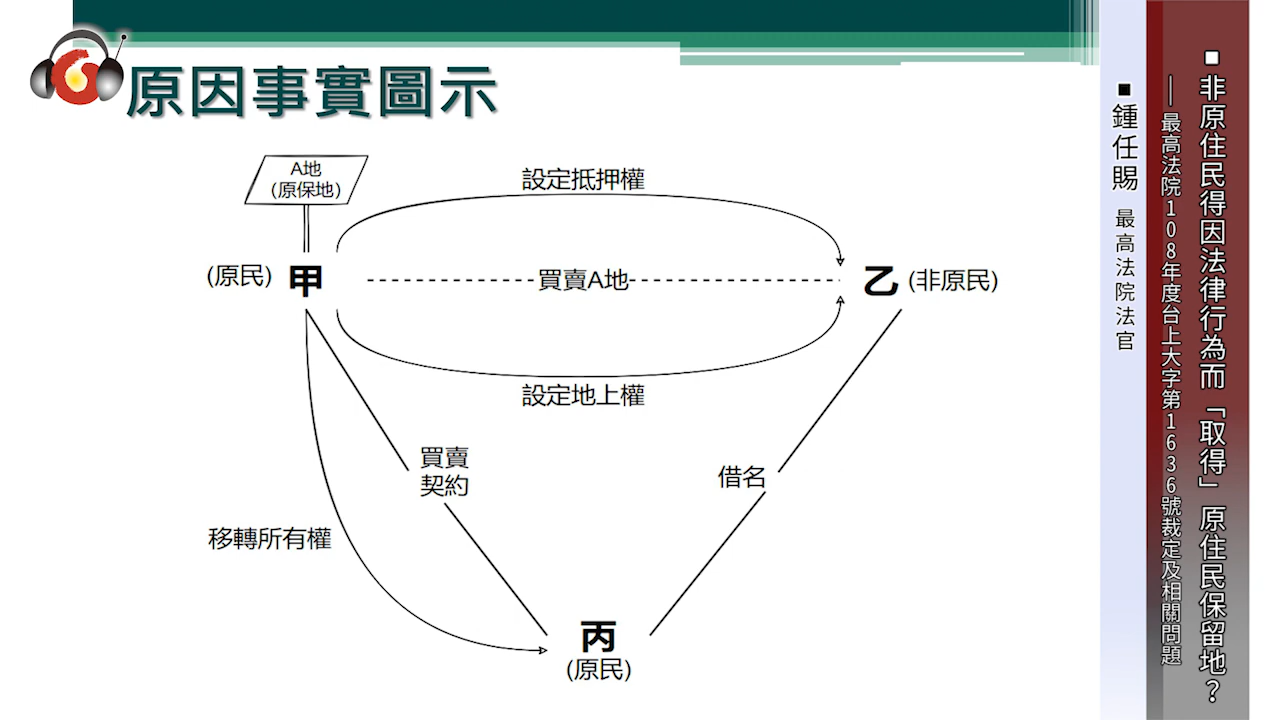 原因事實圖示
A地
(原保地)
設定抵押權
(原民) 甲
買賣A地
乙 (非原民)
設定地上權
買賣
契約
借名
移轉所有權
丙
(原民)
■非原住民得因法律行為而「取得」原住民保留地？
──最高法院108年度台上大字第1636號裁定及相關問題
■鍾任賜 最高法院法官